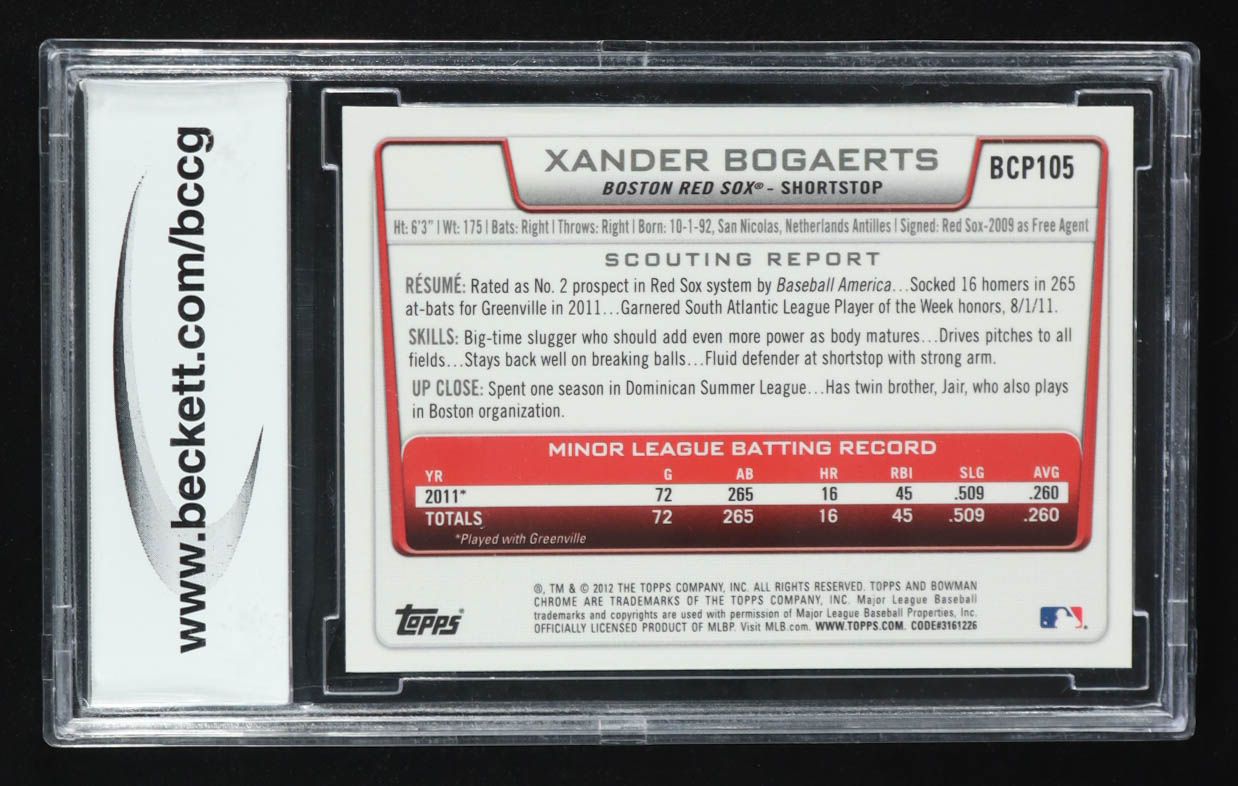 www.beckett.com/bccg
XANDER BOGAERTS
BOSTON RED SOX® - SHORTSTOP
BCP105
Ht: 6'3" | Wt: 175 | Bats: Right | Throws: Right | Born: 10-1-92, San Nicolas, Netherlands Antilles | Signed: Red Sox-2009 as Free Agent
SCOUTING REPORT
RÉSUMÉ: Rated as No. 2 prospect in Red Sox system by Baseball America...Socked 16 homers in 265
at-bats for Greenville in 2011...Garnered South Atlantic League Player of the Week honors, 8/1/11.
SKILLS: Big-time slugger who should add even more power as body matures...Drives pitches to all
fields...Stays back well on breaking balls...Fluid defender at shortstop with strong arm.
UP CLOSE: Spent one season in Dominican Summer League...Has twin brother, Jair, who also plays
in Boston organization.
MINOR LEAGUE BATTING RECORD
YR G AB HR RBI SLG AVG
2011* 72 265 16 45 .509 .260
TOTALS 72 265 16 45 .509 .260
*Played with Greenville
®, TM & © 2012 THE TOPPS COMPANY, INC. ALL RIGHTS RESERVED. TOPPS AND BOWMAN
CHROME ARE TRADEMARKS OF THE TOPPS COMPANY, INC. Major League Baseball
trademarks and copyrights are used with permission of Major League Baseball Properties, Inc.
OFFICIALLY LICENSED PRODUCT OF MLBP. Visit MLB.com. WWW.TOPPS.COM. CODE#3161226
Topps®